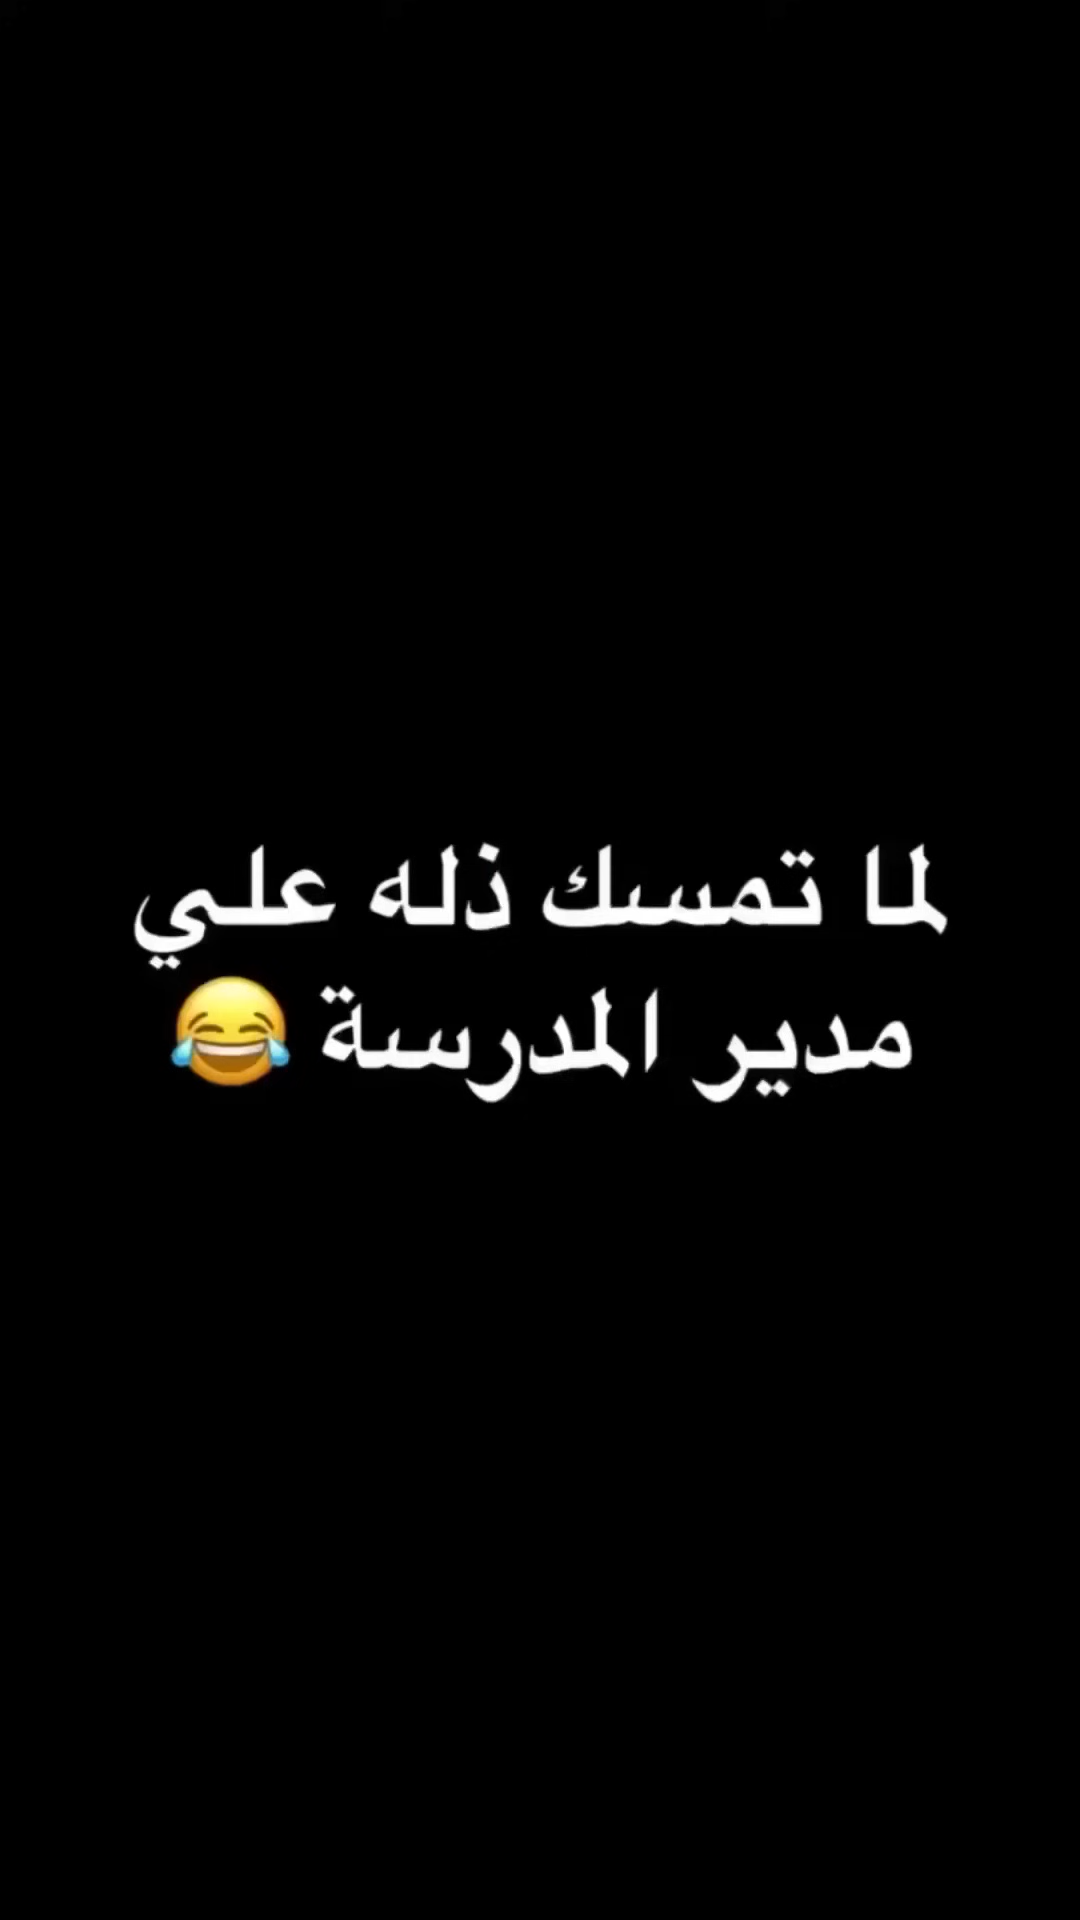 لما تمسك ذله علي
مدير المدرسة 😂